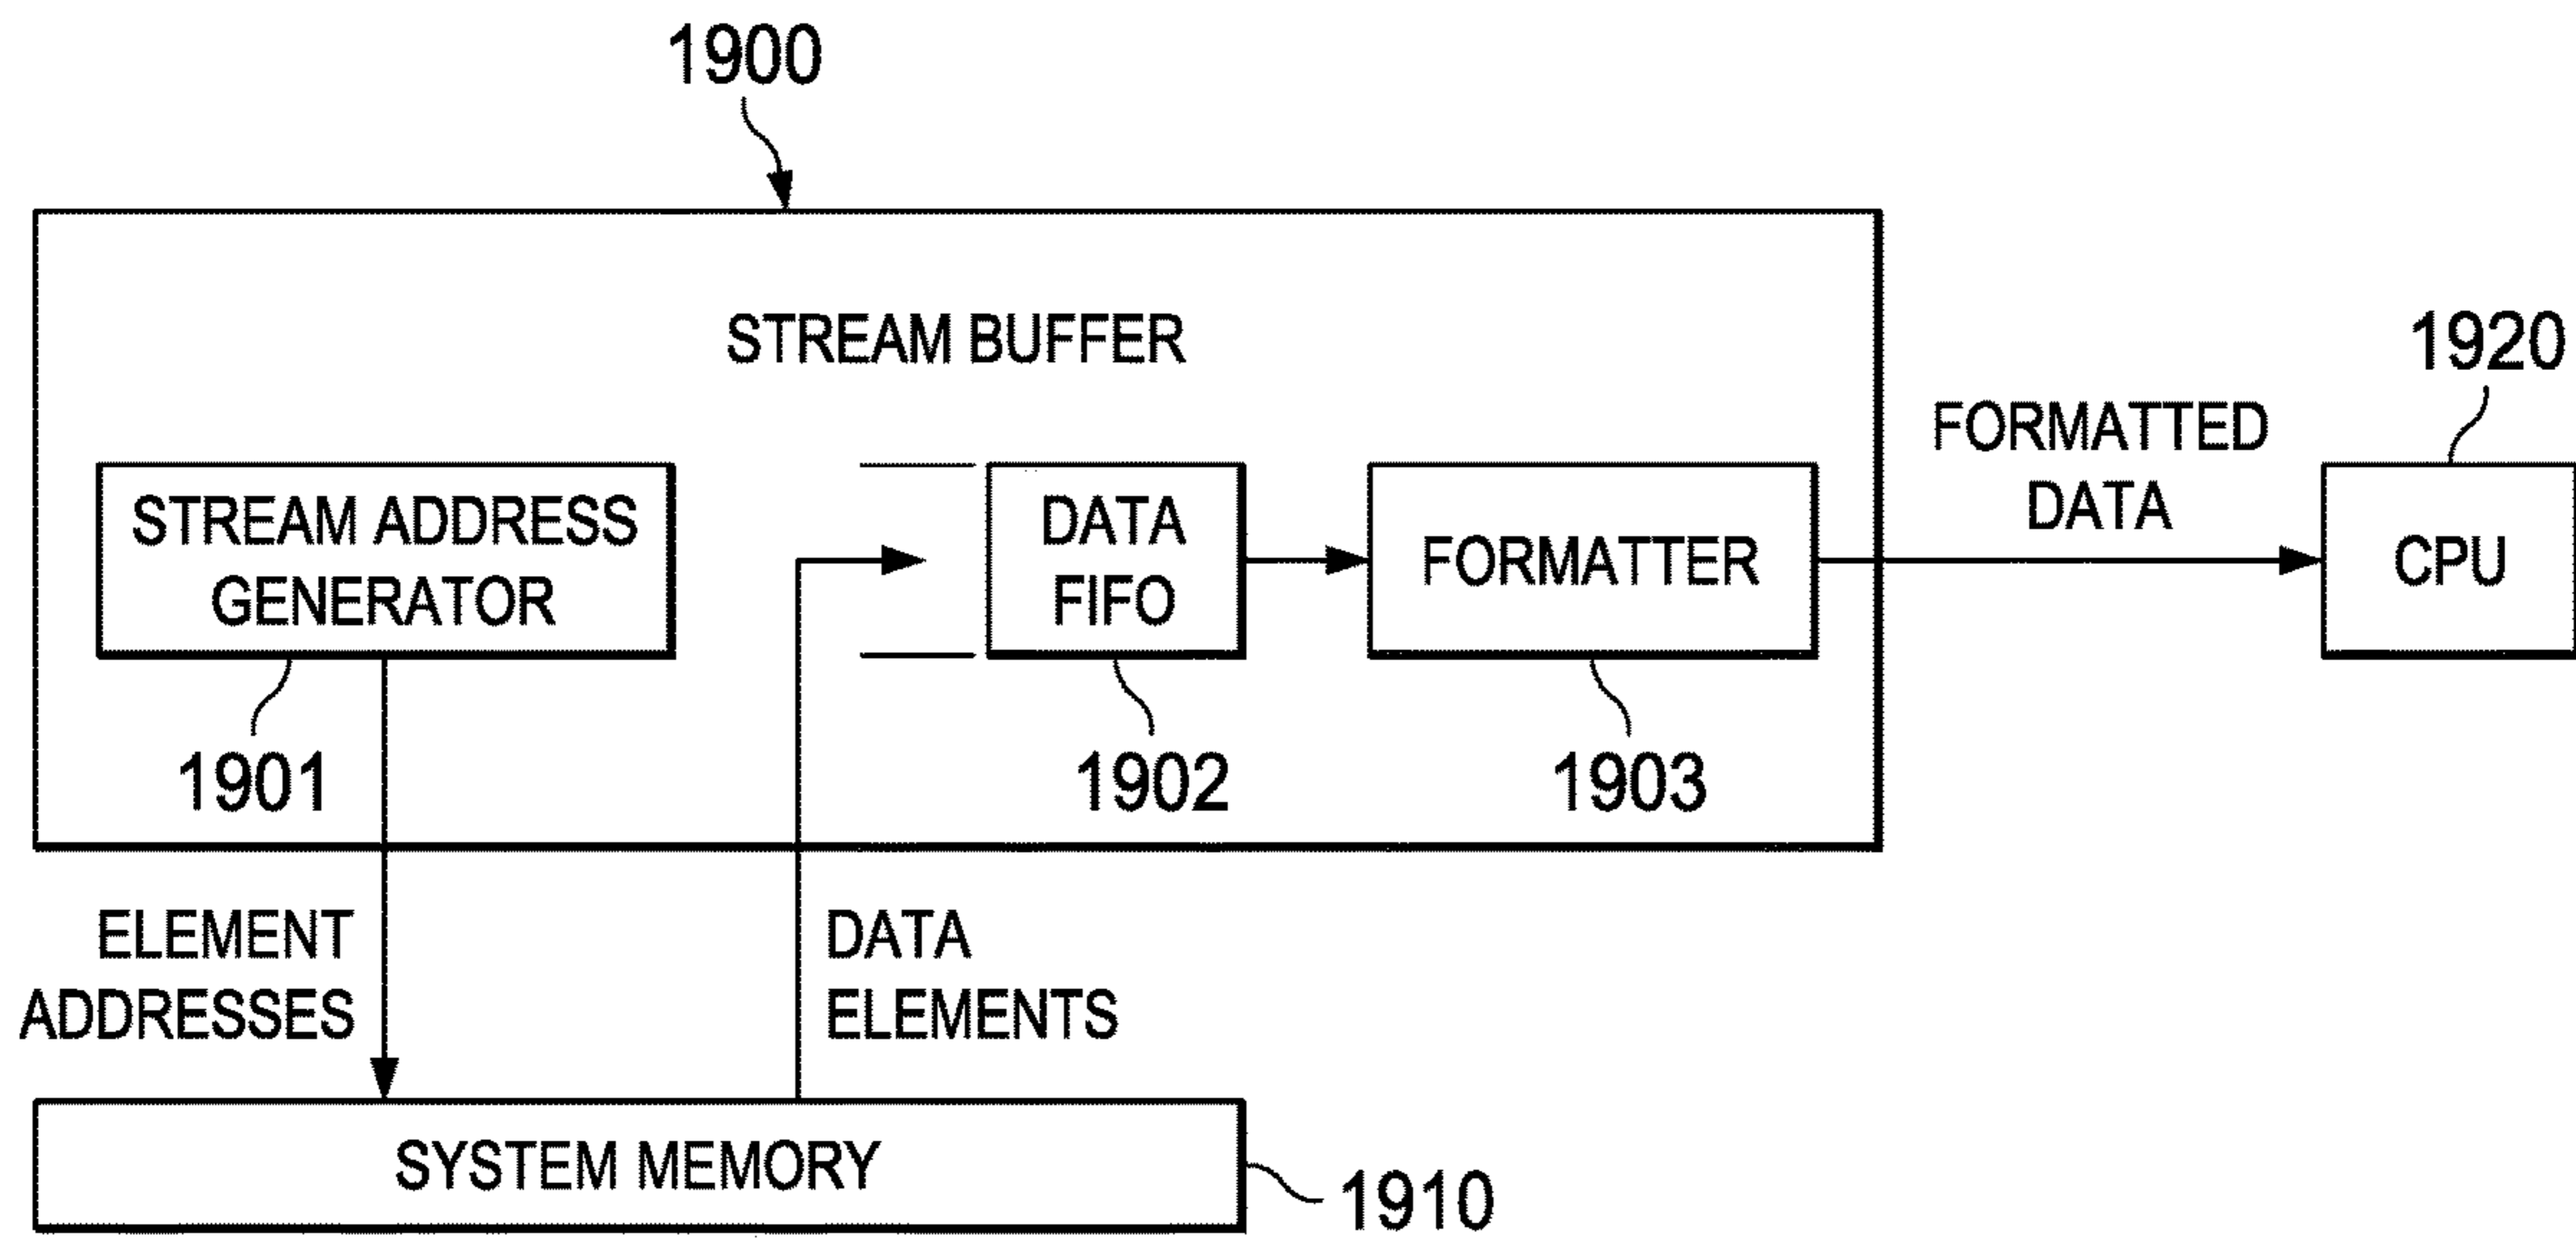 1900
STREAM BUFFER
1920
FORMATTED
DATA
STREAM ADDRESS
GENERATOR
DATA
FIFO
FORMATTER
CPU
1901
1902
1903
ELEMENT
ADDRESSES
DATA
ELEMENTS
SYSTEM MEMORY
1910